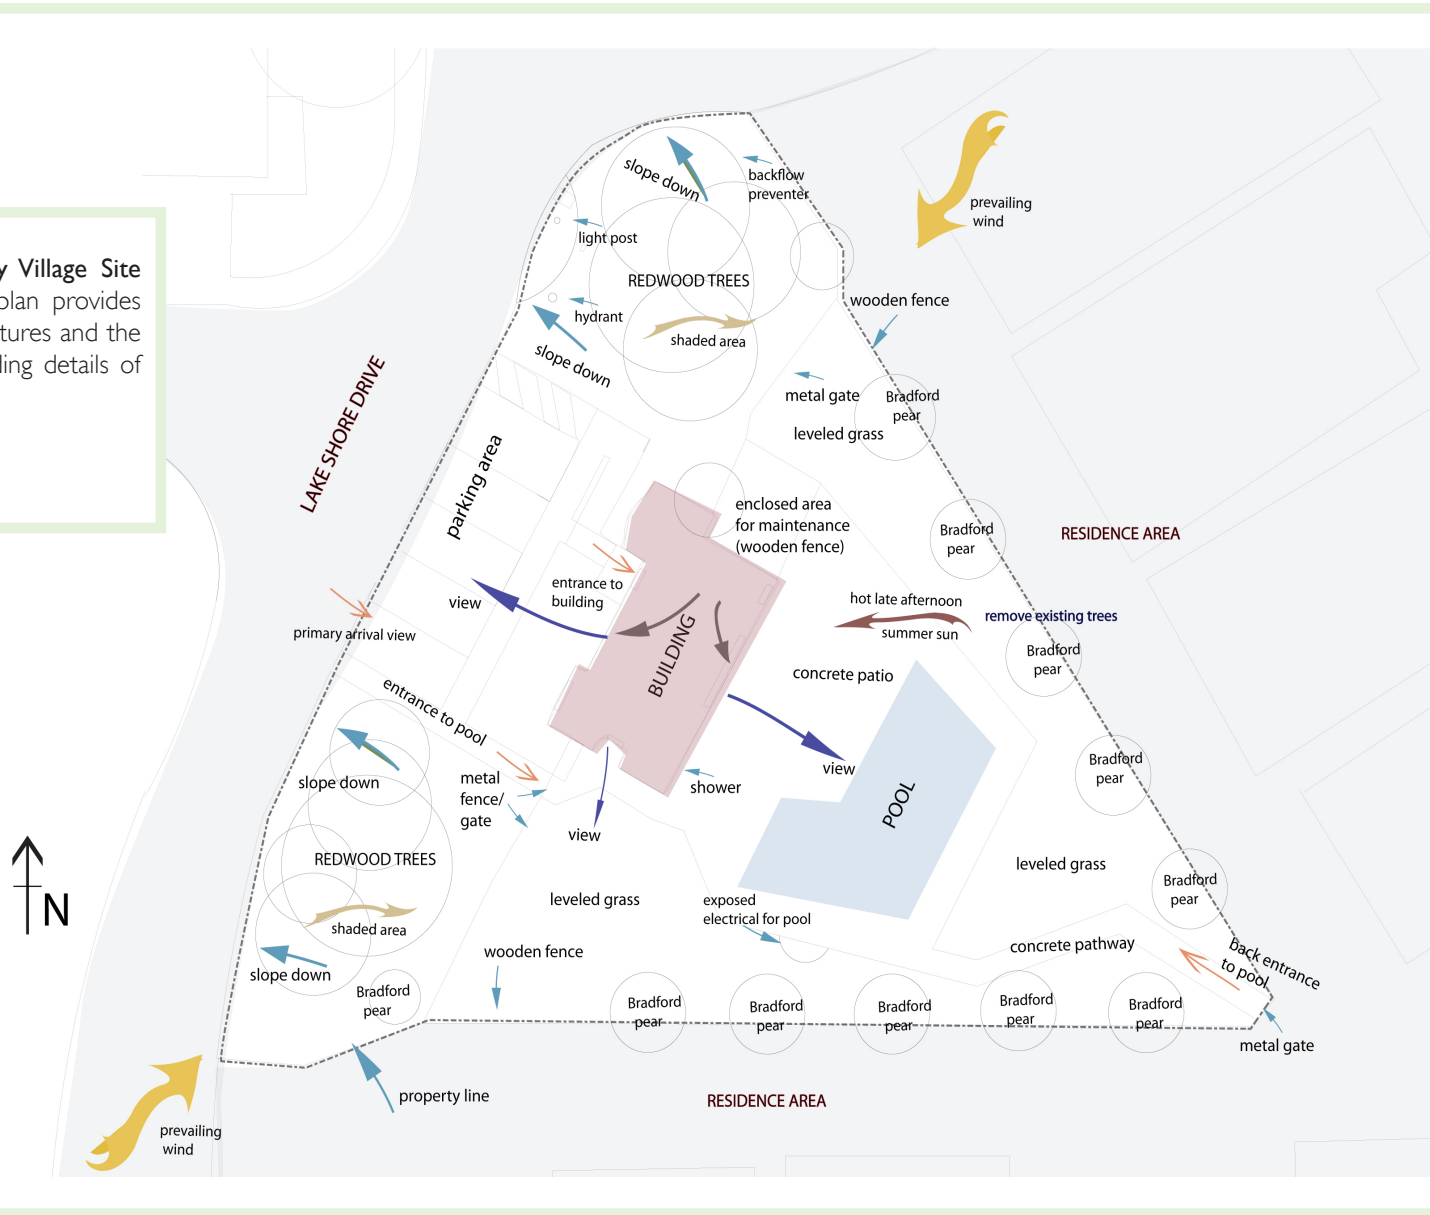 y Village Site
plan provides
tures and the
ling details of
N
LAKE SHORE DRIVE
slope down
backflow
preventer
light post
REDWOOD TREES
hydrant
shaded area
slope down
prevailing
wind
wooden fence
metal gate
leveled grass
Bradford
pear
parking area
enclosed area
for maintenance
(wooden fence)
Bradford
pear
RESIDENCE AREA
entrance to
building
view
primary arrival view
BUILDING
hot late afternoon
summer sun
remove existing trees
Bradford
pear
concrete patio
entrance to pool
slope down
metal
fence/
gate
view
shower
view
POOL
Bradford
pear
REDWOOD TREES
shaded area
slope down
leveled grass
exposed
electrical for pool
leveled grass
Bradford
pear
concrete pathway
back entrance
to pool
wooden fence
Bradford
pear
Bradford
pear
Bradford
pear
Bradford
pear
Bradford
pear
Bradford
pear
metal gate
property line
RESIDENCE AREA
prevailing
wind